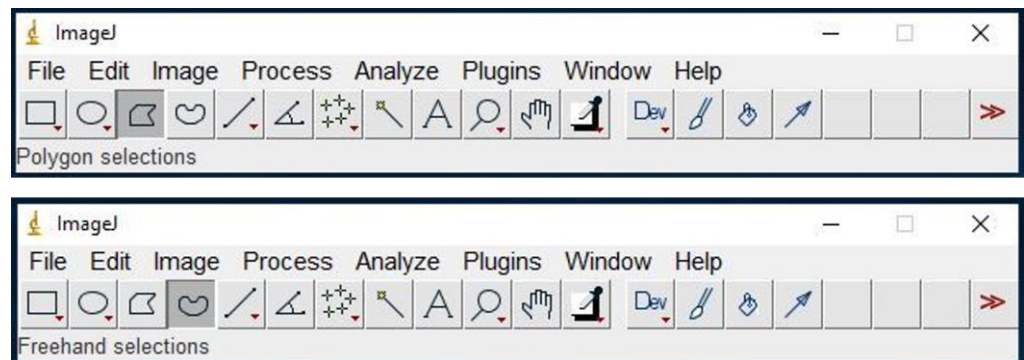 ImageJ
File Edit Image Process Analyze Plugins Window Help
A Dev
Polygon selections
ImageJ
File Edit Image Process Analyze Plugins Window Help
A Dev
Freehand selections